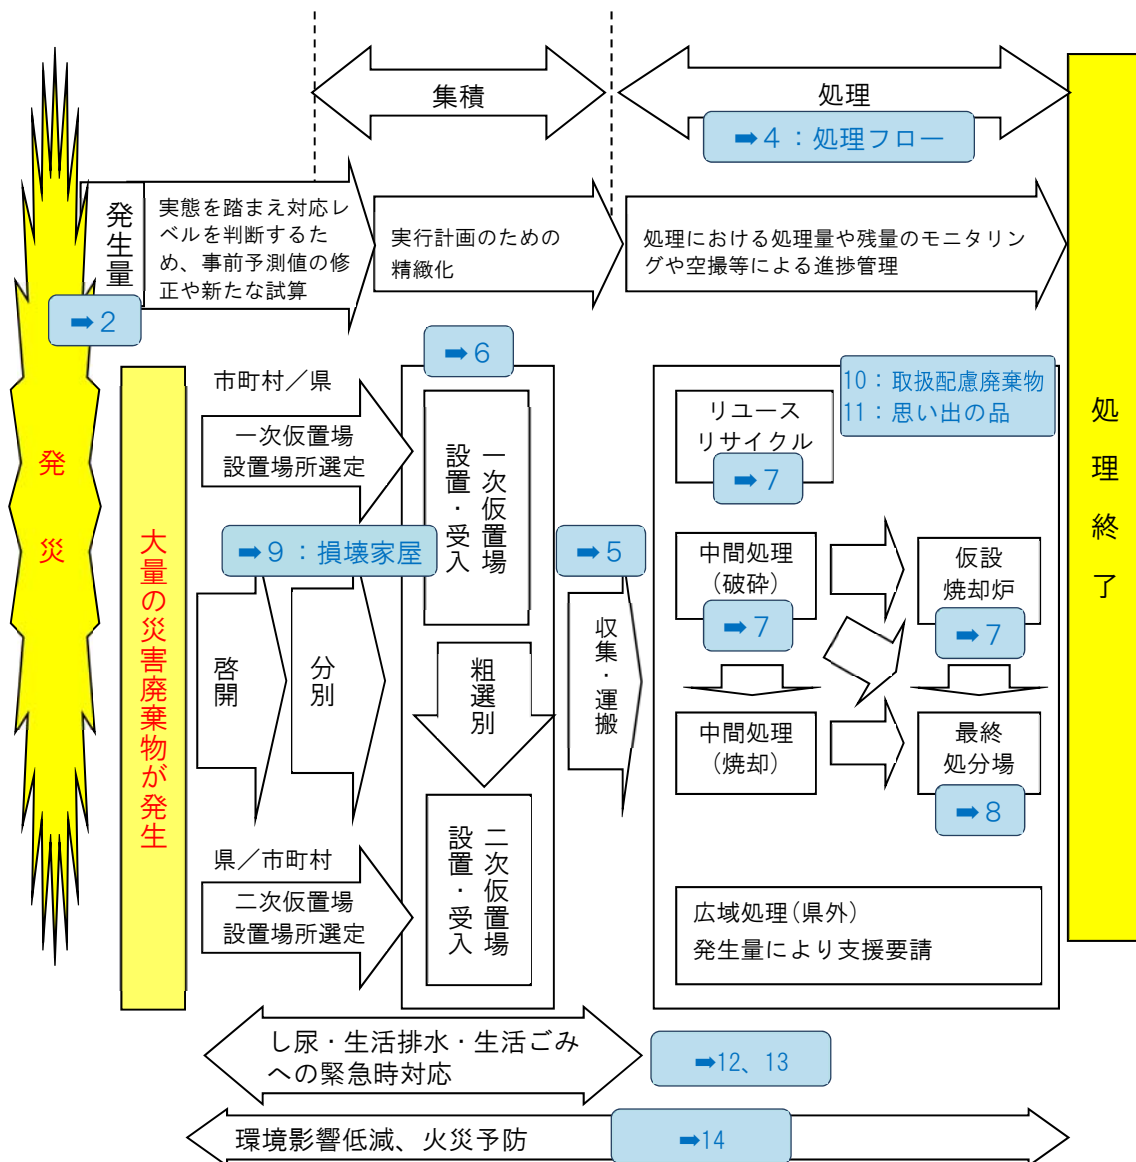 集積
処理
➡４：処理フロー
発生量
実態を踏まえ対応レ
ベルを判断するた
め、事前予測値の修
正や新たな試算
実行計画のための
精緻化
処理における処理量や残量のモニタリン
グや空撮等による進捗管理
➡２
発災
大量の災害廃棄物が発生
市町村／県
一次仮置場
設置場所選定
➡９：損壊家屋
啓開
分別
県／市町村
二次仮置場
設置場所選定
➡６
一次仮置場
設置・受入
粗選別
二次仮置場
設置・受入
➡５
収集・運搬
10：取扱配慮廃棄物
11：思い出の品
リユース
リサイクル
➡７
中間処理
(破砕)
➡７
仮設
焼却炉
➡７
中間処理
(焼却)
最終
処分場
➡８
広域処理(県外)
発生量により支援要請
処理終了
し尿・生活排水・生活ごみ
への緊急時対応
➡12、13
環境影響低減、火災予防
➡14